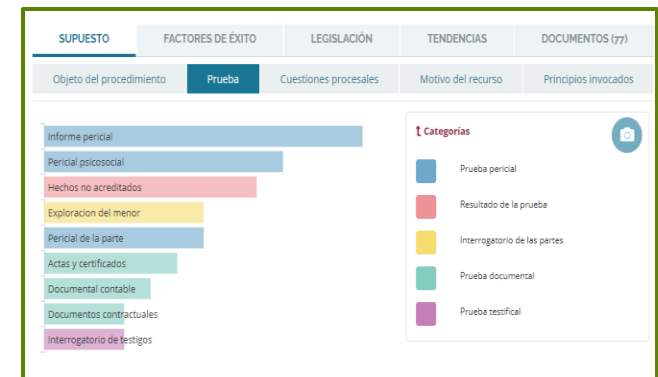 SUPUESTO FACTORES DE ÉXITO LEGISLACIÓN TENDENCIAS DOCUMENTOS (77)
Objeto del procedimiento Prueba Cuestiones procesales Motivo del recurso Principios invocados
Informe pericial
Pericial psicosocial
Hechos no acreditados
Exploracion del menor
Pericial de la parte
Actas y certificados
Documental contable
Documentos contractuales
Interrogatorio de testigos
Categorías
Prueba pericial
Resultado de la prueba
Interrogatorio de las partes
Prueba documental
Prueba testifical